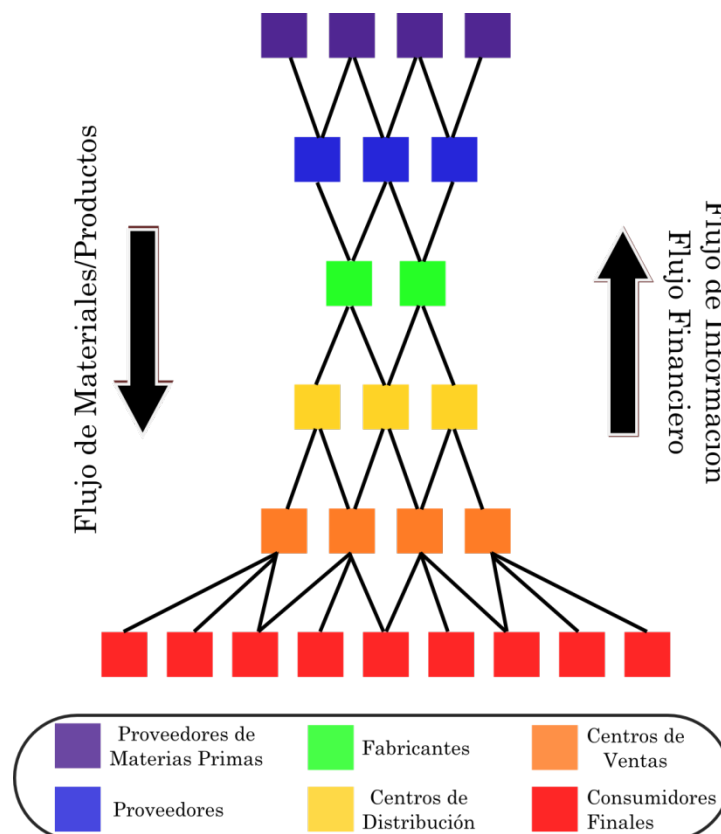 Flujo de Materiales/Productos
Flujo de Información
Flujo Financiero
Proveedores de
Materias Primas
Fabricantes
Centros de
Ventas
Proveedores
Centros de
Distribución
Consumidores
Finales